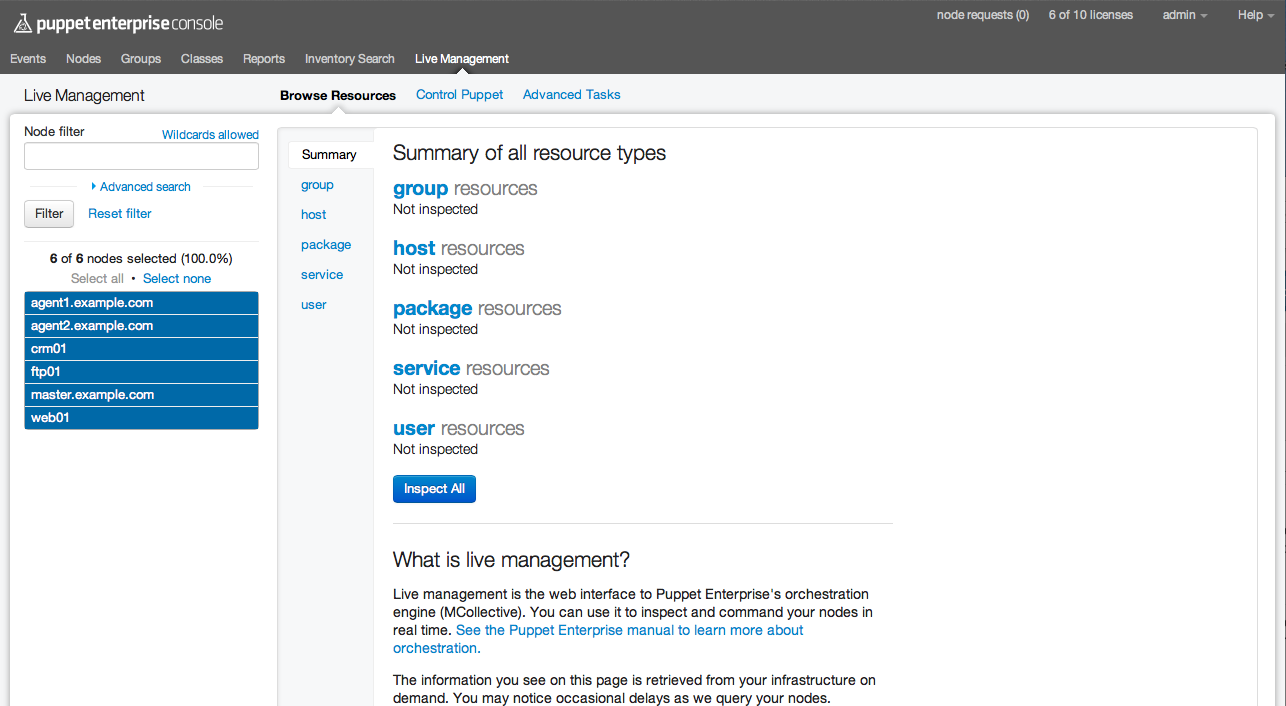 puppet enterprise console
node requests (0) 6 of 10 licenses admin Help
Events Nodes Groups Classes Reports Inventory Search Live Management
Live Management
Browse Resources Control Puppet Advanced Tasks
Node filter
Wildcards allowed
Advanced search
Filter Reset filter
6 of 6 nodes selected (100.0%)
Select all • Select none
agent1.example.com
agent2.example.com
crm01
ftp01
master.example.com
web01
Summary
group
host
package
service
user
Summary of all resource types
group resources
Not inspected
host resources
Not inspected
package resources
Not inspected
service resources
Not inspected
user resources
Not inspected
Inspect All
What is live management?
Live management is the web interface to Puppet Enterprise's orchestration
engine (MCollective). You can use it to inspect and command your nodes in
real time. See the Puppet Enterprise manual to learn more about
orchestration.
The information you see on this page is retrieved from your infrastructure on
demand. You may notice occasional delays as we query your nodes.